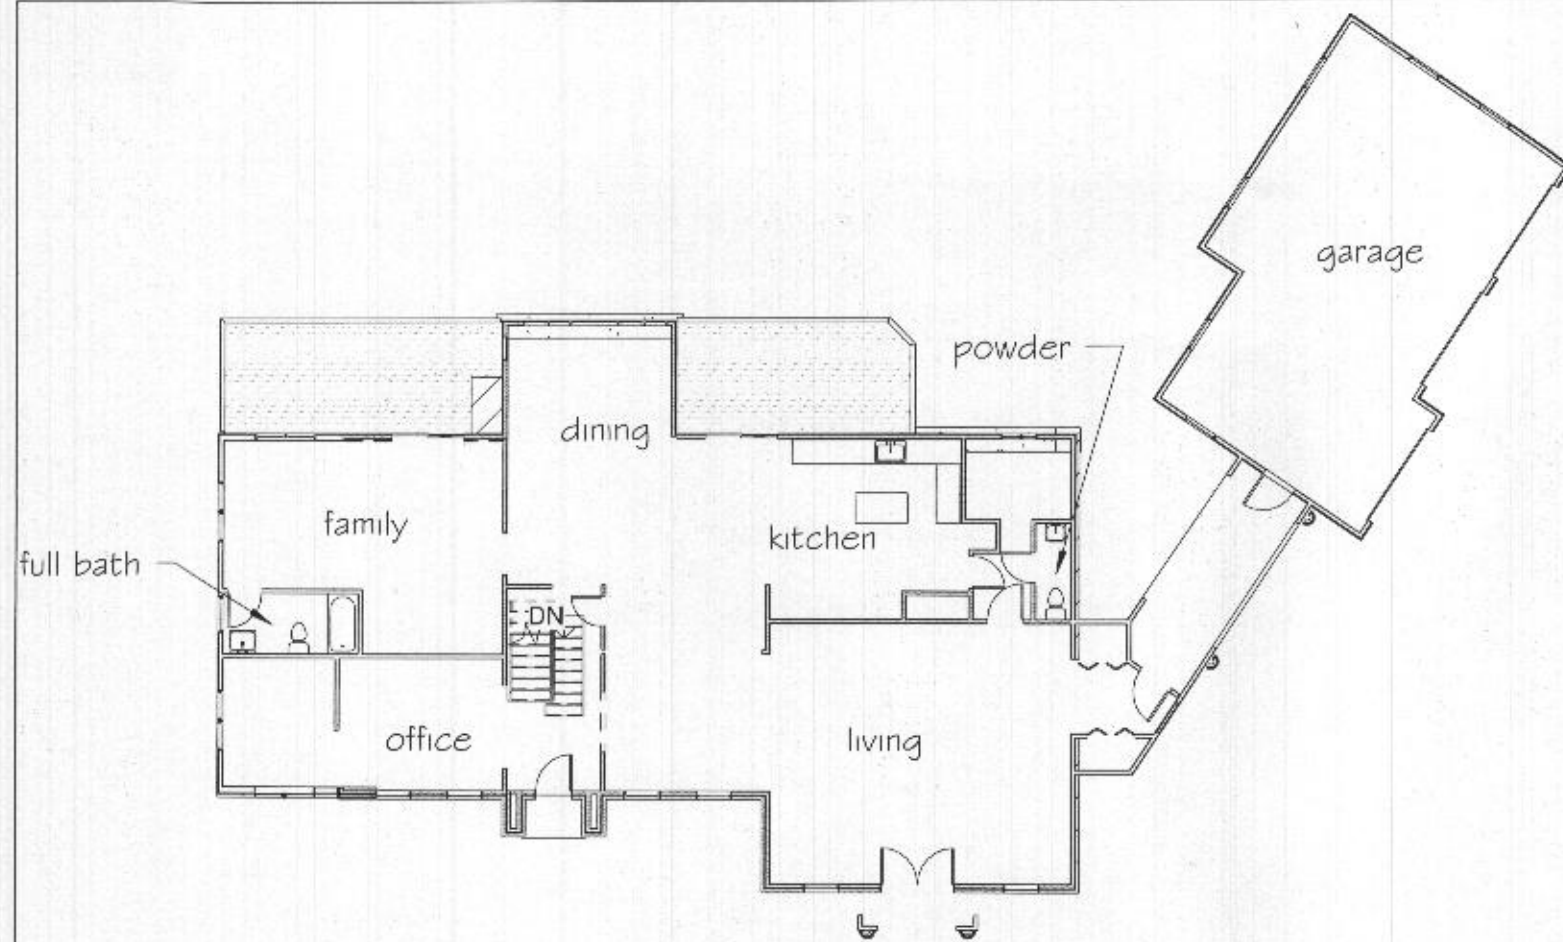 garage
powder
dining
family
kitchen
full bath
DN
office
living